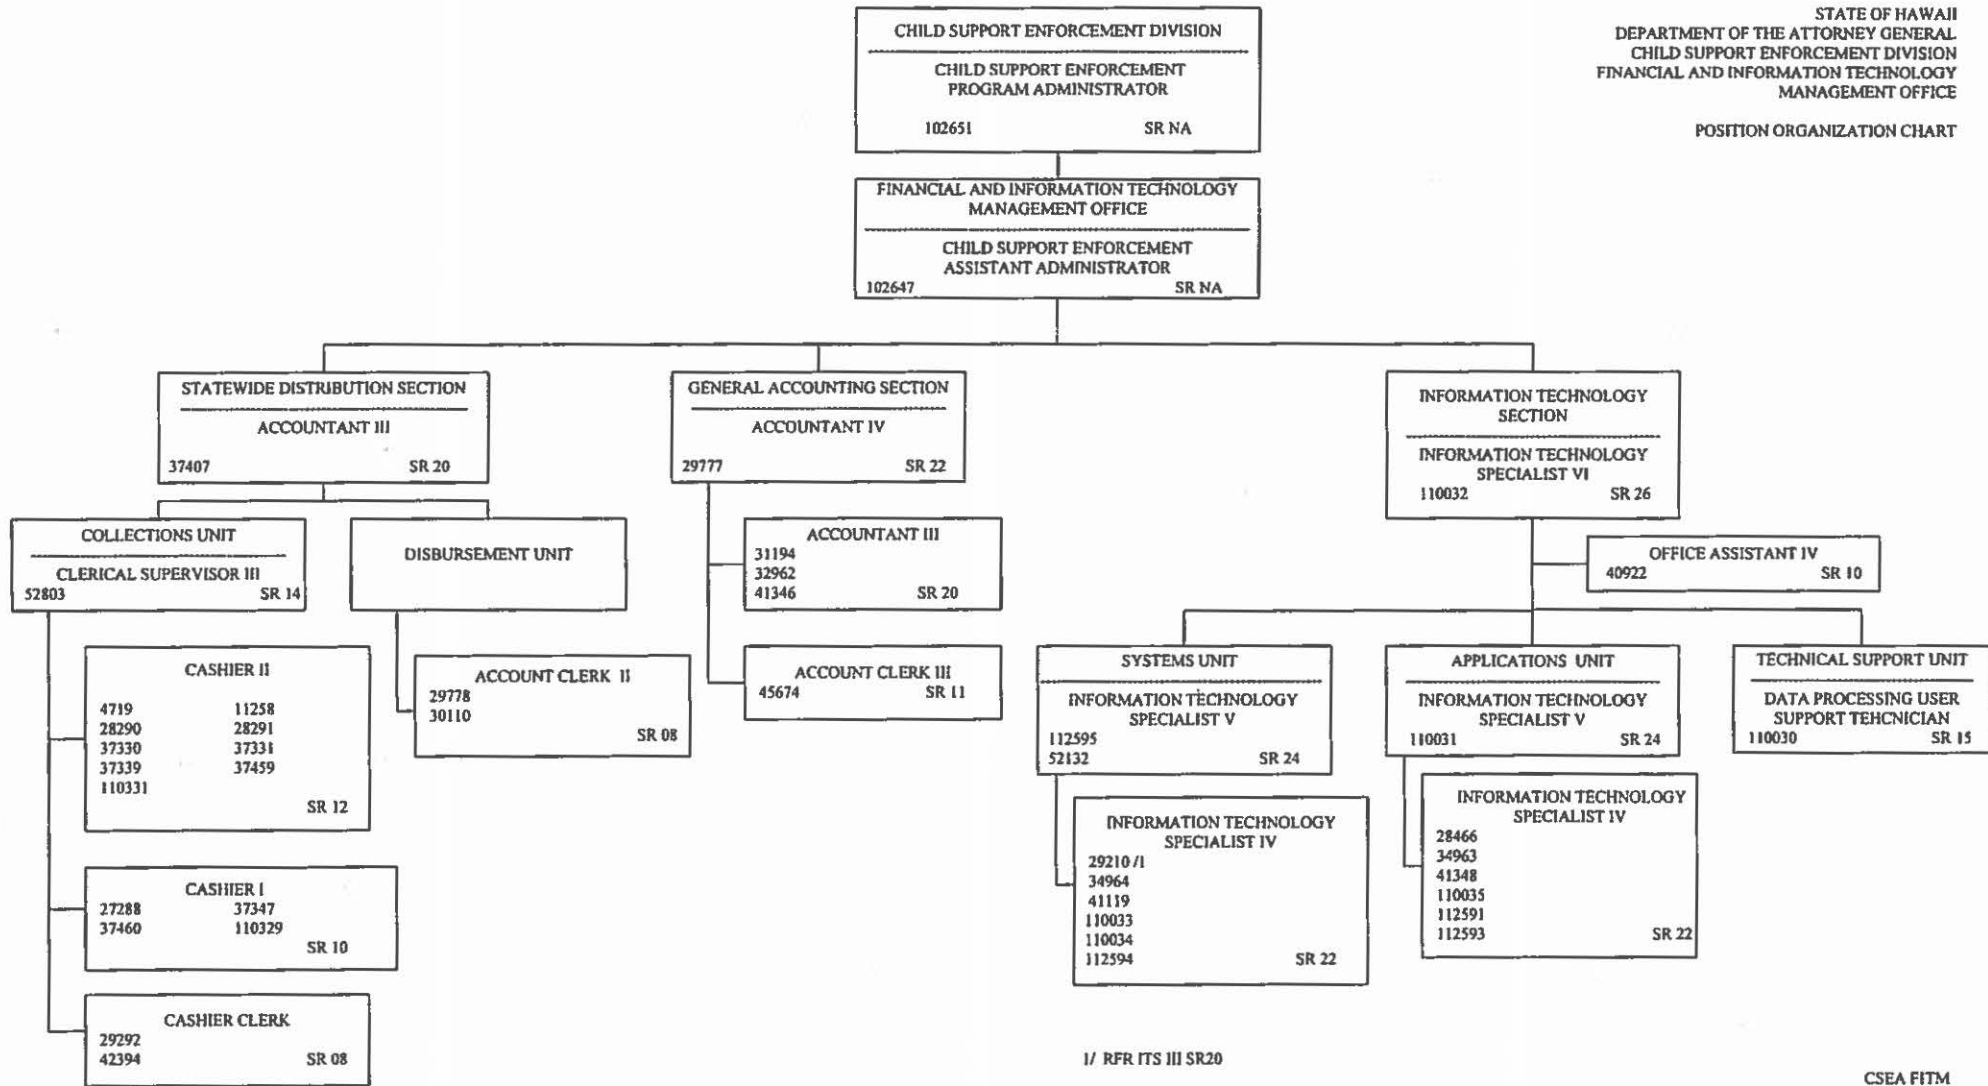 STATE OF HAWAII
DEPARTMENT OF THE ATTORNEY GENERAL
CHILD SUPPORT ENFORCEMENT DIVISION
FINANCIAL AND INFORMATION TECHNOLOGY
MANAGEMENT OFFICE
POSITION ORGANIZATION CHART
CHILD SUPPORT ENFORCEMENT DIVISION
CHILD SUPPORT ENFORCEMENT
PROGRAM ADMINISTRATOR
102651 SR NA
FINANCIAL AND INFORMATION TECHNOLOGY
MANAGEMENT OFFICE
CHILD SUPPORT ENFORCEMENT
ASSISTANT ADMINISTRATOR
102647 SR NA
STATEWIDE DISTRIBUTION SECTION
ACCOUNTANT III
37407 SR 20
COLLECTIONS UNIT
CLERICAL SUPERVISOR III
52803 SR 14
CASHIER II
4719 11258
28290 28291
37330 37331
37339 37459
110331
SR 12
CASHIER I
27288 37347
37460 110329
SR 10
CASHIER CLERK
29292
42394 SR 08
DISBURSEMENT UNIT
ACCOUNT CLERK II
29778
30110
SR 08
GENERAL ACCOUNTING SECTION
ACCOUNTANT IV
29777 SR 22
ACCOUNTANT III
31194
32962
41346 SR 20
ACCOUNT CLERK III
45674 SR 11
INFORMATION TECHNOLOGY
SECTION
INFORMATION TECHNOLOGY
SPECIALIST VI
110032 SR 26
OFFICE ASSISTANT IV
40922 SR 10
SYSTEMS UNIT
INFORMATION TECHNOLOGY
SPECIALIST V
112595
52132 SR 24
INFORMATION TECHNOLOGY
SPECIALIST IV
29210 /1
34964
41119
110033
110034
112594 SR 22
APPLICATIONS UNIT
INFORMATION TECHNOLOGY
SPECIALIST V
110031 SR 24
INFORMATION TECHNOLOGY
SPECIALIST IV
28466
34963
41348
110035
112591
112593 SR 22
TECHNICAL SUPPORT UNIT
DATA PROCESSING USER
SUPPORT TEHCNICIAN
110030 SR 15
1/ RFR ITS III SR20
CSEA FITM